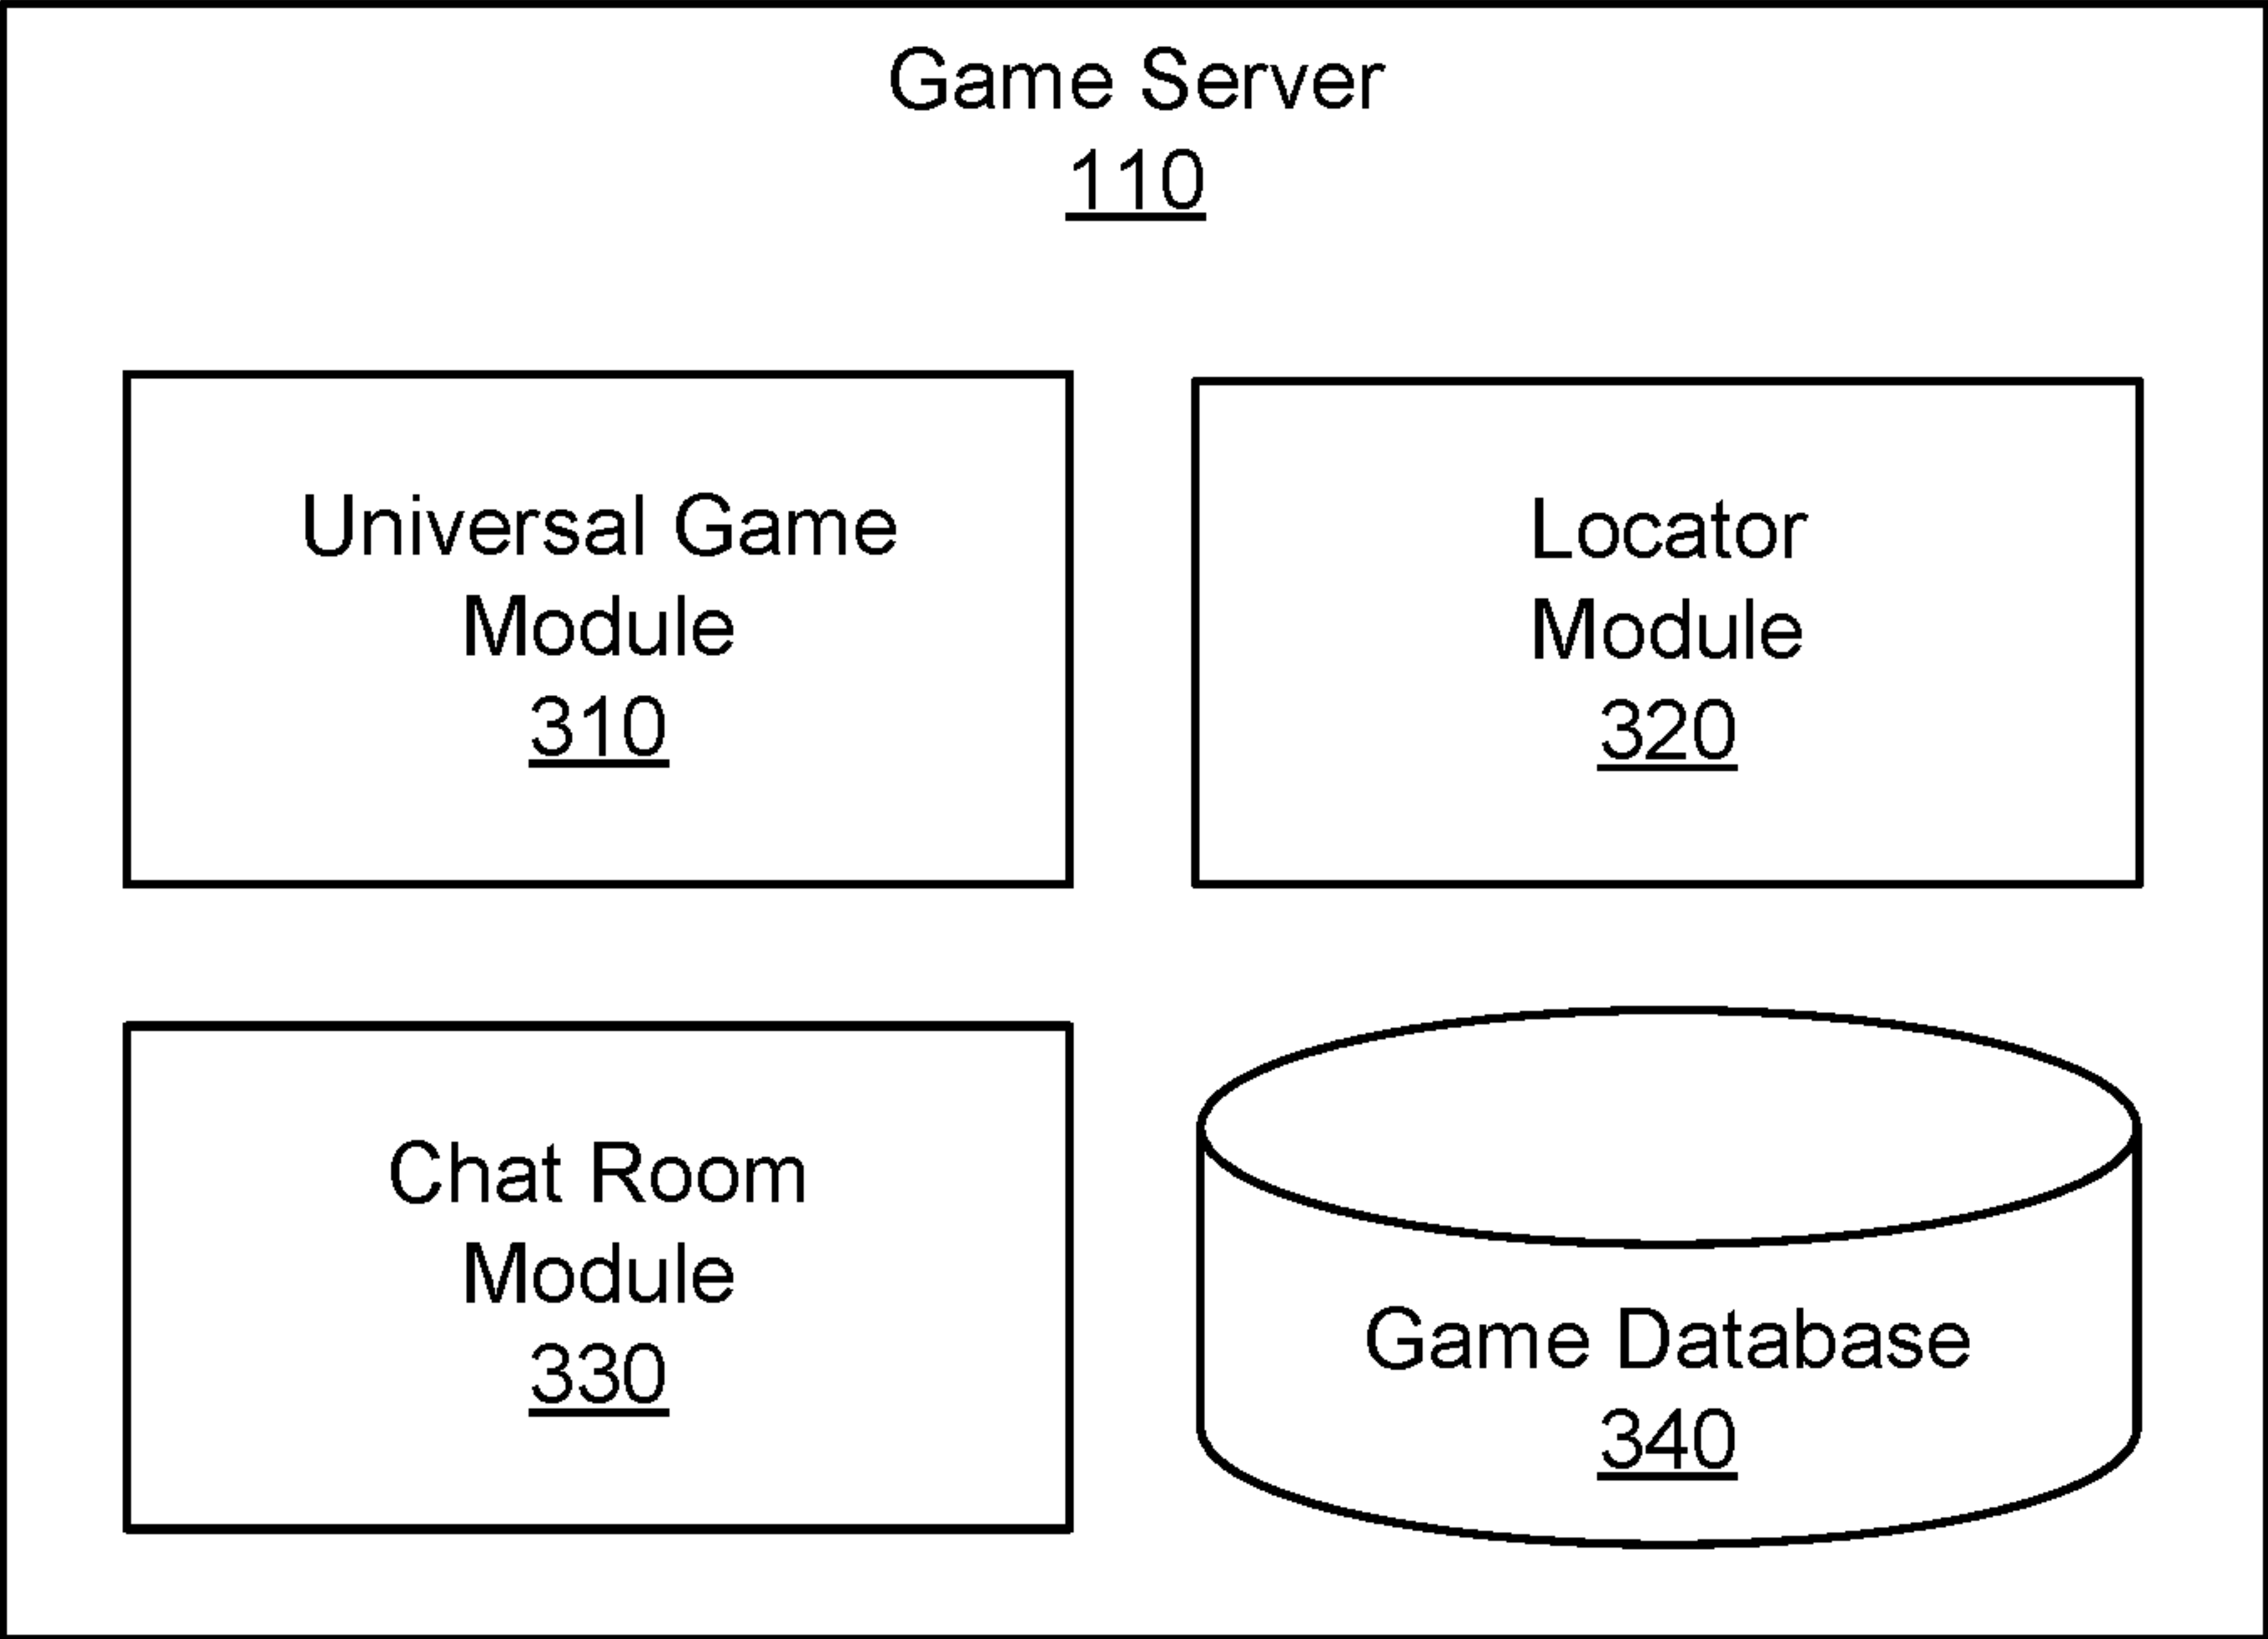 Game Server
110
Universal Game
Module
310
Locator
Module
320
Chat Room
Module
330
Game Database
340